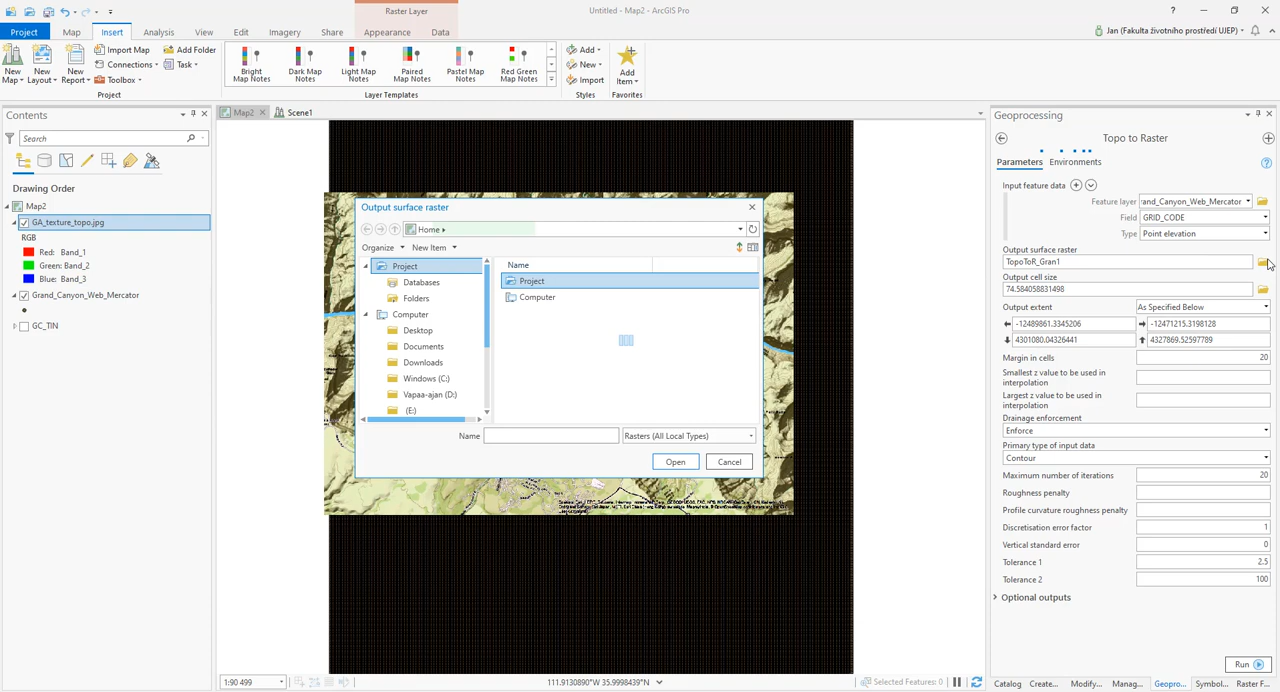 Untitled - Map2 - ArcGIS Pro
Raster Layer
?
Project
Map
Insert
Analysis
View
Edit
Imagery
Share
Appearance
Data
Jan (Fakulta životního prostředí UJEP)
New Map
New Layout
New Report
Import Map
Connections
Toolbox
Add Folder
Task
Project
Bright Map Notes
Dark Map Notes
Light Map Notes
Paired Map Notes
Pastel Map Notes
Red Green Map Notes
Layer Templates
Add
New
Import
Styles
Add Item
Favorites
Contents
Search
Drawing Order
Map2
GA_texture_topo.jpg
RGB
Red: Band_1
Green: Band_2
Blue: Band_3
Grand_Canyon_Web_Mercator
GC_TIN
Map2
Scene1
Output surface raster
Home
Organize
New Item
Project
Databases
Folders
Computer
Desktop
Documents
Downloads
Windows (C:)
Vapaa-ajan (D:)
(E:)
Name
Project
Computer
Name
Rasters (All Local Types)
Open
Cancel
1:90 499
111.9130890°W 35.9998439°N
Selected Features: 0
Geoprocessing
Topo to Raster
Parameters
Environments
?
Input feature data
Feature layer
rand_Canyon_Web_Mercator
Field
GRID_CODE
Type
Point elevation
Output surface raster
TopoToR_Gran1
Output cell size
74.584058831498
Output extent
As Specified Below
-12489861.3345206
-12471215.3198128
4301080.04326441
4327869.52597789
Margin in cells
20
Smallest z value to be used in
interpolation
Largest z value to be used in
interpolation
Drainage enforcement
Enforce
Primary type of input data
Contour
Maximum number of iterations
20
Roughness penalty
Profile curvature roughness penalty
Discretisation error factor
1
Vertical standard error
0
Tolerance 1
2.5
Tolerance 2
100
Optional outputs
Run
Catalog
Create...
Modify...
Manag...
Geopro...
Symbol...
Raster F...